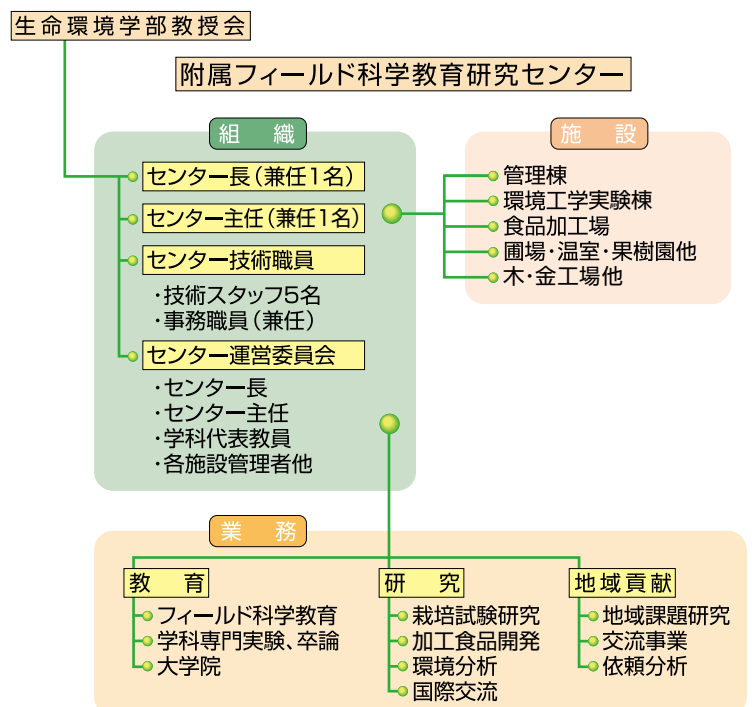 生命環境学部教授会
附属フィールド科学教育研究センター
組織
センター長(兼任1名)
センター主任(兼任1名)
センター技術職員
・技術スタッフ5名
・事務職員(兼任)
センター運営委員会
・センター長
・センター主任
・学科代表教員
・各施設管理者他
施設
管理棟
環境工学実験棟
食品加工場
圃場・温室・果樹園他
木・金工場他
業務
教育
フィールド科学教育
学科専門実験、卒論
大学院
研究
栽培試験研究
加工食品開発
環境分析
国際交流
地域貢献
地域課題研究
交流事業
依頼分析